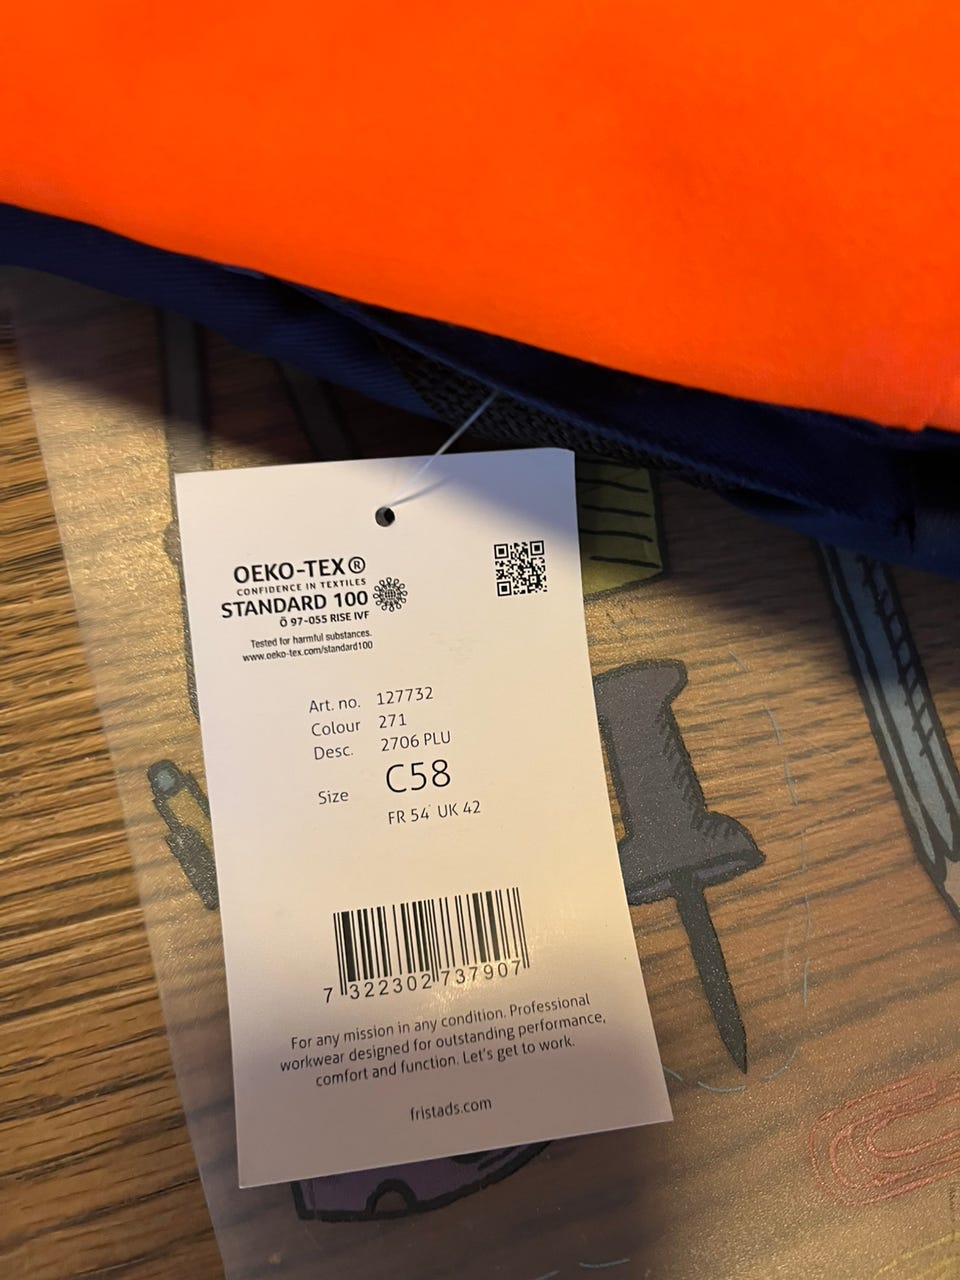 OEKO-TEX®
CONFIDENCE IN TEXTILES
STANDARD 100
Ö 97-055 RISE IVF
Tested for harmful substances.
www.oeko-tex.com/standard100
Art. no. 127732
Colour 271
Desc. 2706 PLU
Size C58
FR 54 UK 42
7 322302 737907
For any mission in any condition. Professional
workwear designed for outstanding performance,
comfort and function. Let's get to work.
fristads.com